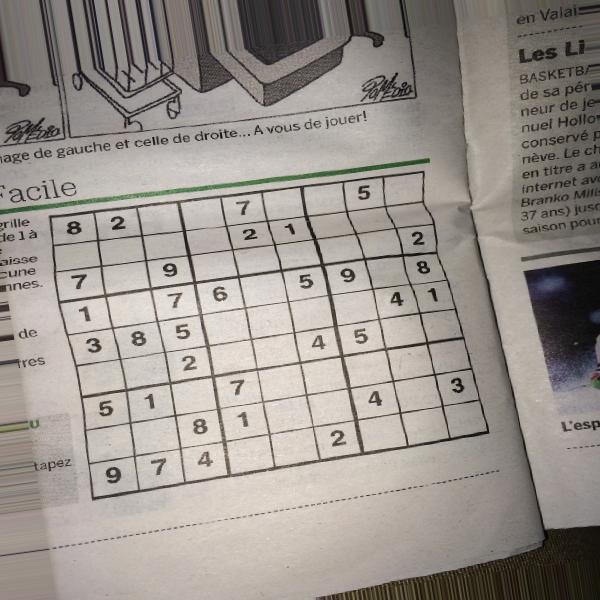 en Valai
Les Li
BASKETBA
de sa pér
neur de je
nuel Hollo
conservé p
nève. Le ch
en titre a a
internet ave
Branko Milis
37 ans) jusq
saison pour
nage de gauche et celle de droite... A vous de jouer!
Facile
grille
de 1 à
aisse
cune
nnes.
de
tapez
8 2 7 5
2 1
7 9 2
1 7 6 5 9 8
3 8 5 4 1
2 4 5
5 1 7
8 1 4 3
9 7 4 2
L'esp